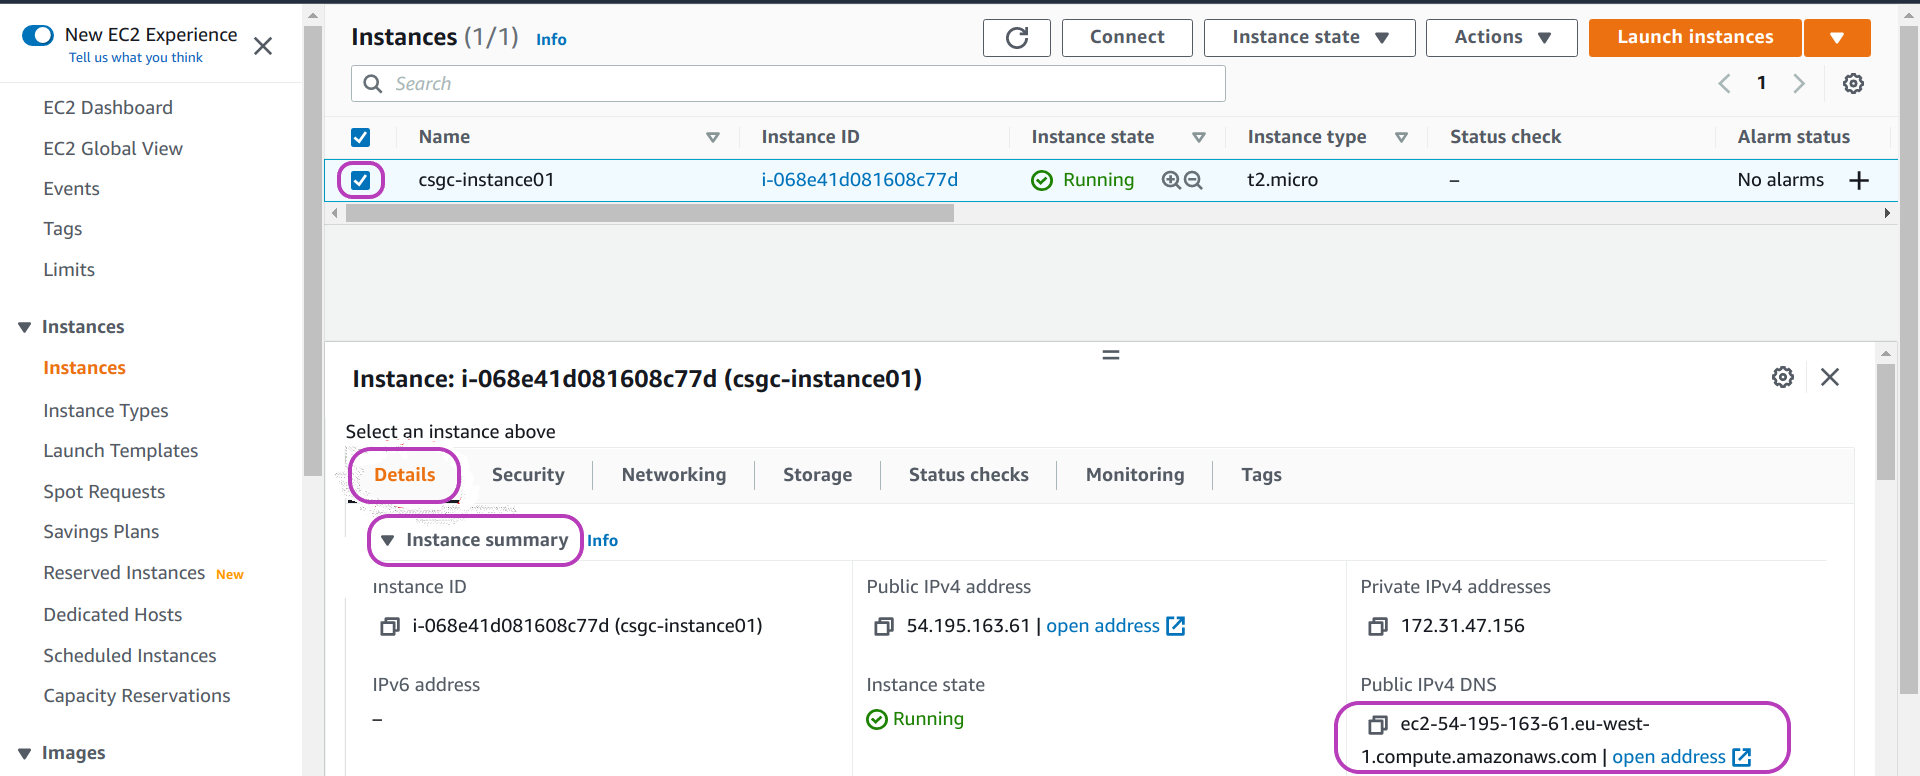 New EC2 Experience
Tell us what you think
EC2 Dashboard
EC2 Global View
Events
Tags
Limits
Instances
Instances
Instance Types
Launch Templates
Spot Requests
Savings Plans
Reserved Instances New
Dedicated Hosts
Scheduled Instances
Capacity Reservations
Images
Instances (1/1) Info
Connect
Instance state
Actions
Launch instances
Search
1
Name Instance ID Instance state Instance type Status check Alarm status
csgc-instance01 i-068e41d081608c77d Running t2.micro – No alarms +
Instance: i-068e41d081608c77d (csgc-instance01)
Select an instance above
Details Security Networking Storage Status checks Monitoring Tags
Instance summary Info
Instance ID
i-068e41d081608c77d (csgc-instance01)
Public IPv4 address
54.195.163.61 | open address
Private IPv4 addresses
172.31.47.156
IPv6 address
–
Instance state
Running
Public IPv4 DNS
ec2-54-195-163-61.eu-west-
1.compute.amazonaws.com | open address